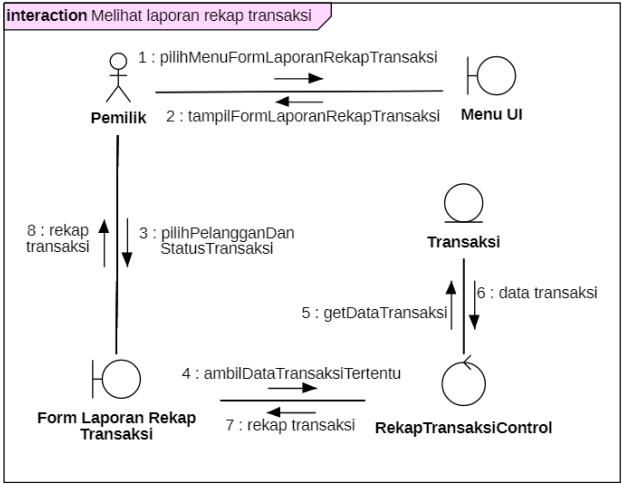 interaction Melihat laporan rekap transaksi
1 : pilihMenuFormLaporanRekapTransaksi
Pemilik
2 : tampilFormLaporanRekapTransaksi
Menu UI
8 : rekap
transaksi
3 : pilihPelangganDan
StatusTransaksi
Transaksi
6 : data transaksi
5 : getDataTransaksi
4 : ambilDataTransaksiTertentu
Form Laporan Rekap
Transaksi
7 : rekap transaksi
RekapTransaksiControl